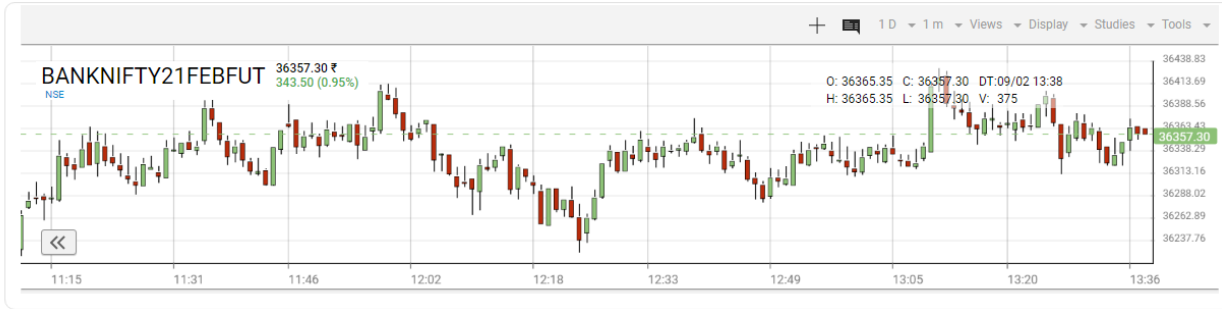 1 D 1 m Views Display Studies Tools
BANKNIFTY21FEBFUT 36357.30 ₹
343.50 (0.95%)
NSE
O: 36365.35 C: 36357.30 DT:09/02 13:38
H: 36365.35 L: 36357.30 V: 375
36438.83
36413.69
36388.56
36363.43
36357.30
36338.29
36313.16
36288.02
36262.89
36237.76
11:15 11:31 11:46 12:02 12:18 12:33 12:49 13:05 13:20 13:36